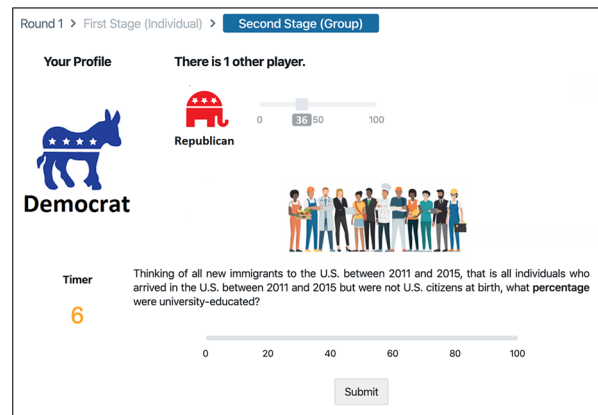 Round 1 > First Stage (Individual) > Second Stage (Group)
Your Profile
There is 1 other player.
0 36 50 100
Republican
Democrat
Timer
6
Thinking of all new immigrants to the U.S. between 2011 and 2015, that is all individuals who
arrived in the U.S. between 2011 and 2015 but were not U.S. citizens at birth, what percentage
were university-educated?
0 20 40 60 80 100
Submit